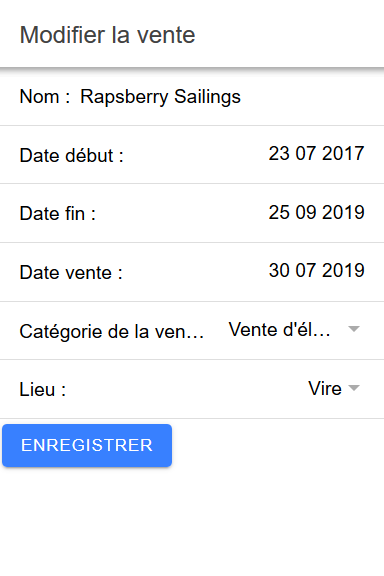 Modifier la vente
Nom : Rapsberry Sailings
Date début : 23 07 2017
Date fin : 25 09 2019
Date vente : 30 07 2019
Catégorie de la ven… Vente d'él…
Lieu : Vire
ENREGISTRER